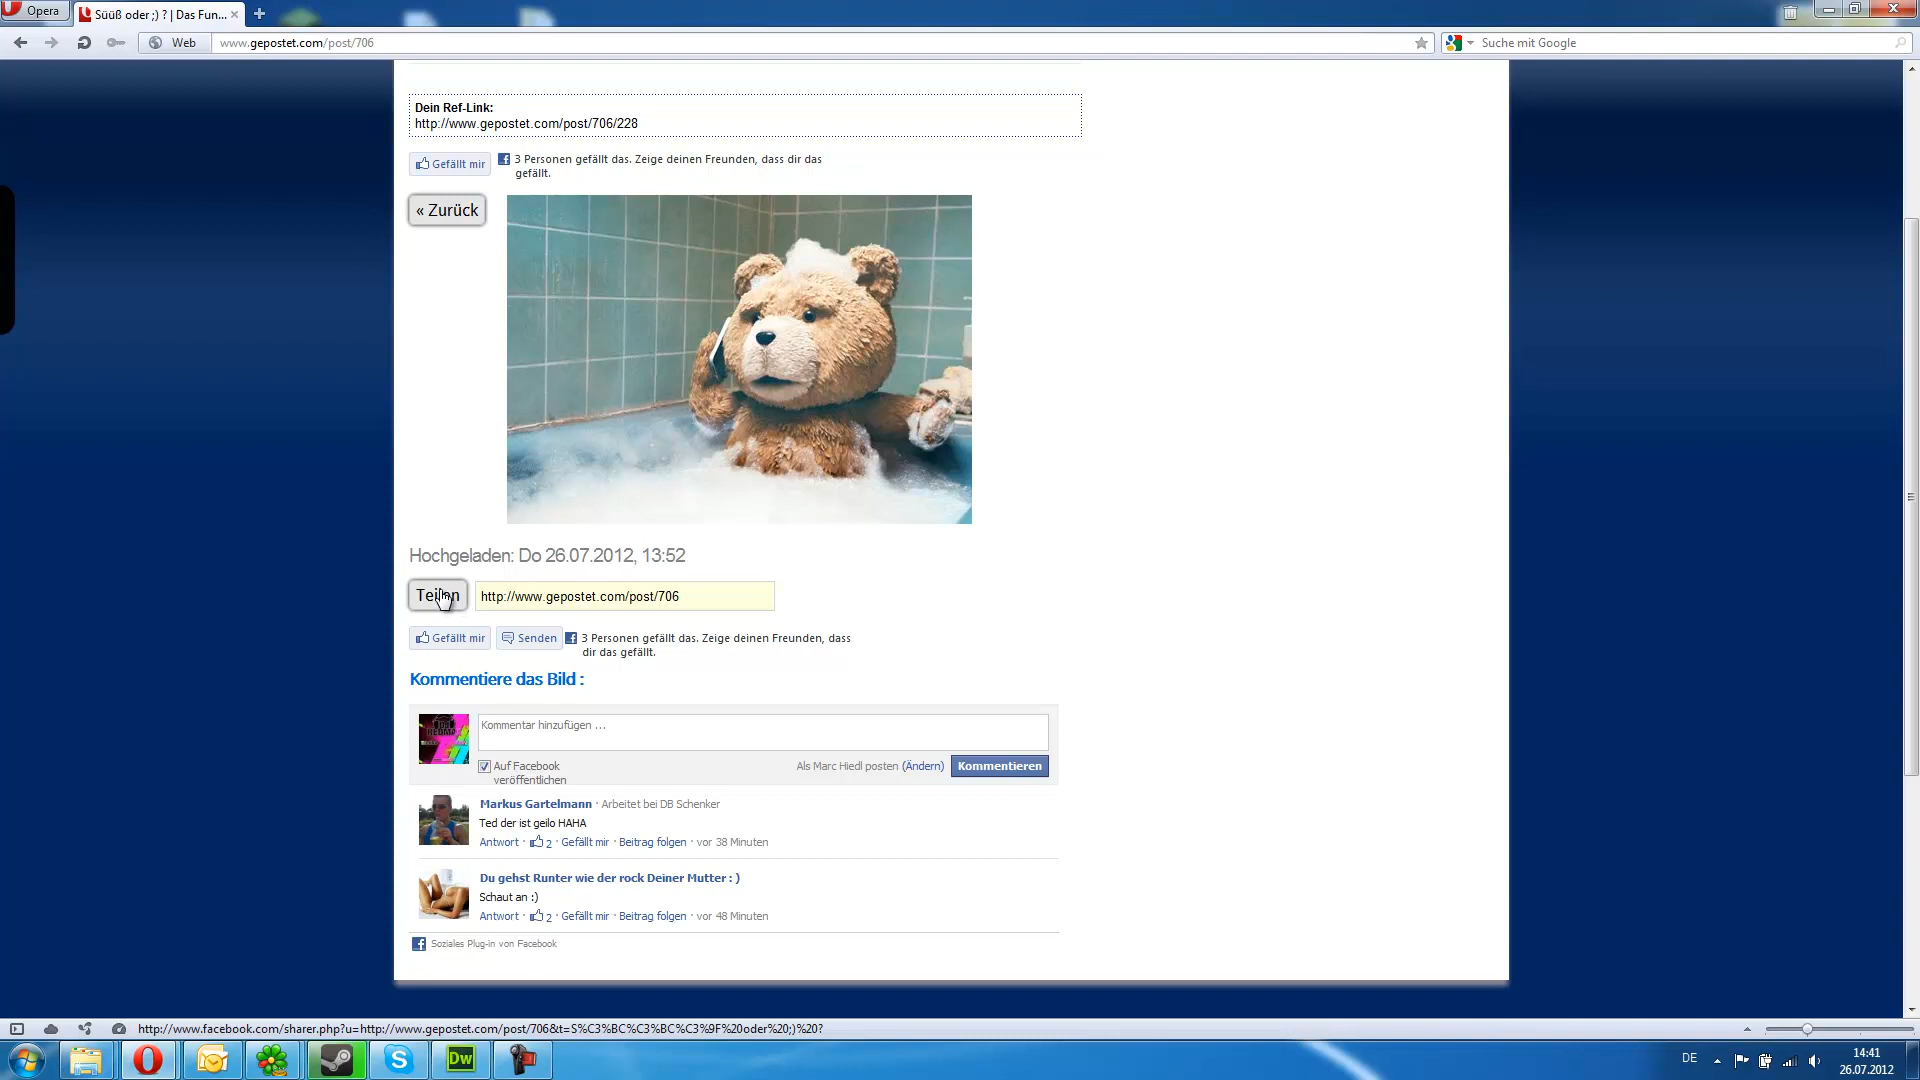 Opera
Süüß oder ;) ? | Das Fun...
Web
www.gepostet.com/post/706
Suche mit Google
Dein Ref-Link:
http://www.gepostet.com/post/706/228
Gefällt mir
3 Personen gefällt das. Zeige deinen Freunden, dass dir das
gefällt.
« Zurück
Hochgeladen: Do 26.07.2012, 13:52
Teilen
http://www.gepostet.com/post/706
Gefällt mir
Senden
3 Personen gefällt das. Zeige deinen Freunden, dass
dir das gefällt.
Kommentiere das Bild :
Kommentar hinzufügen ...
Auf Facebook
veröffentlichen
Als Marc Hiedl posten (Ändern)
Kommentieren
Markus Gartelmann · Arbeitet bei DB Schenker
Ted der ist geilo HAHA
Antwort · 2 · Gefällt mir · Beitrag folgen · vor 38 Minuten
Du gehst Runter wie der rock Deiner Mutter : )
Schaut an :)
Antwort · 2 · Gefällt mir · Beitrag folgen · vor 48 Minuten
Soziales Plug-in von Facebook
http://www.facebook.com/sharer.php?u=http://www.gepostet.com/post/706&t=S%C3%BC%C3%BC%C3%9F%20oder%20;)%20?
Dw
DE
14:41
26.07.2012